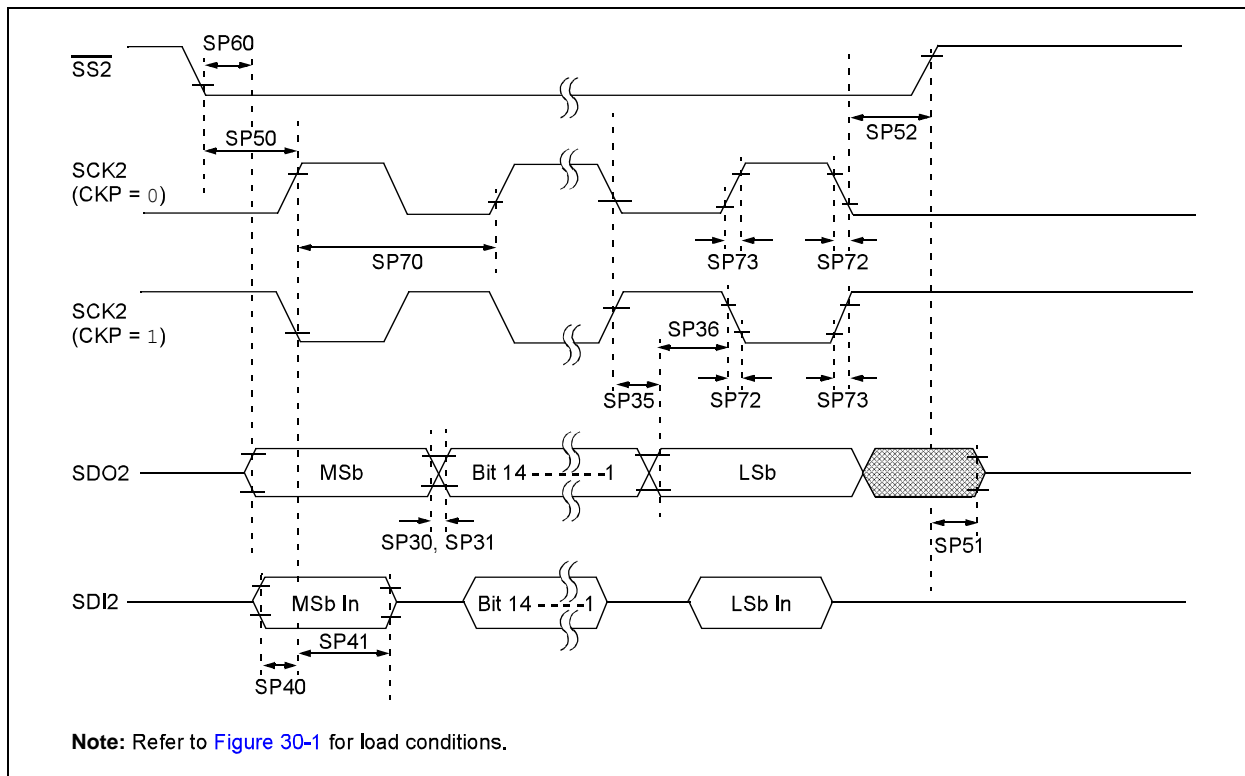 SP60
SS2
SP50
SP52
SCK2
(CKP = 0)
SP70
SP73
SP72
SCK2
(CKP = 1)
SP36
SP35
SP72
SP73
SDO2
MSb
Bit 14 - - - - - -1
LSb
SP30, SP31
SP51
SDI2
MSb In
Bit 14 - - - - -1
LSb In
SP41
SP40
Note: Refer to Figure 30-1 for load conditions.